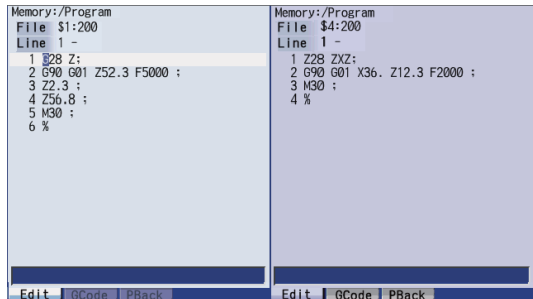 Memory:/Program
File $1:200
Line 1 -
1 G28 Z;
2 G90 G01 Z52.3 F5000 ;
3 Z2.3 ;
4 Z56.8 ;
5 M30 ;
6 %
Edit GCode PBack
Memory:/Program
File $4:200
Line 1 -
1 Z28 ZXZ;
2 G90 G01 X36. Z12.3 F2000 ;
3 M30 ;
4 %
Edit GCode PBack